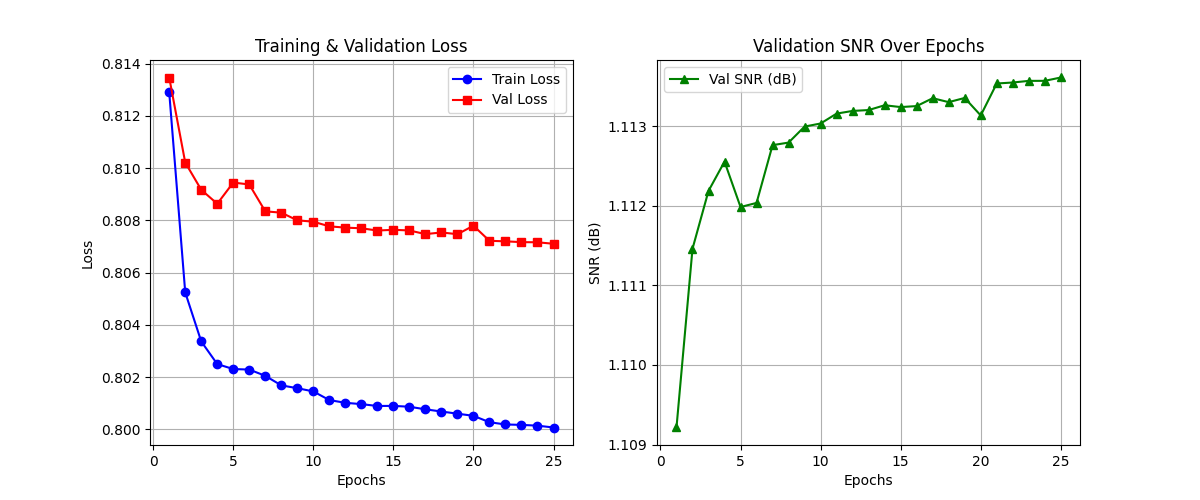 Training & Validation Loss
Train Loss
Val Loss
0.814
0.812
0.810
0.808
0.806
0.804
0.802
0.800
Loss
0
5
10
15
20
25
Epochs
Validation SNR Over Epochs
Val SNR (dB)
1.113
1.112
1.111
1.110
1.109
SNR (dB)
0
5
10
15
20
25
Epochs